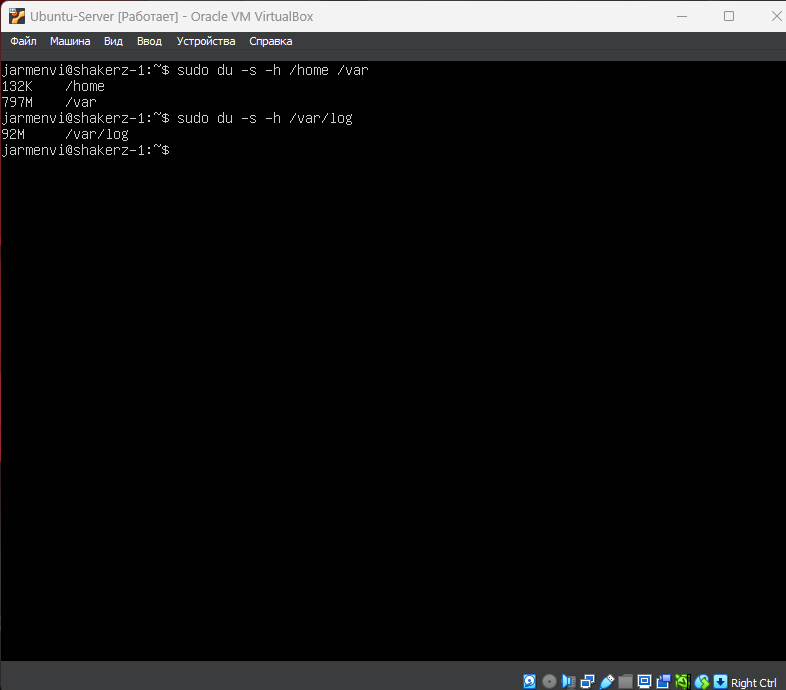 Ubuntu-Server [Работает] - Oracle VM VirtualBox
Файл Машина Вид Ввод Устройства Справка
jarmenvi@shakerz-1:~$ sudo du -s -h /home /var
132K /home
797M /var
jarmenvi@shakerz-1:~$ sudo du -s -h /var/log
92M /var/log
jarmenvi@shakerz-1:~$
Right Ctrl